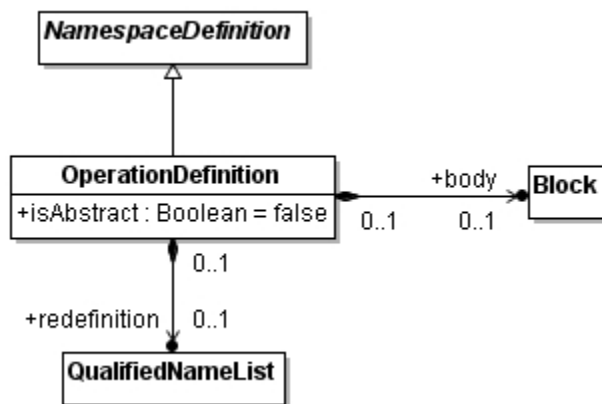 NamespaceDefinition
OperationDefinition
+isAbstract : Boolean = false
+body
0..1
0..1
Block
0..1
+redefinition
0..1
QualifiedNameList